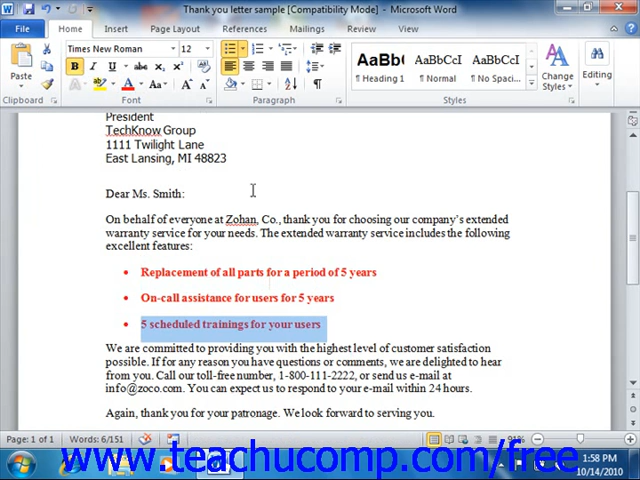 Thank you letter sample [Compatibility Mode] - Microsoft Word
File Home Insert Page Layout References Mailings Review View
Times New Roman 12
Paste
B I U abc x₂ x²
Aa
AaBbC AaBbCcI AaBbCcI
¶ Heading 1 ¶ Normal ¶ No Spaci...
Change Styles
Editing
Clipboard Font Paragraph Styles
President
TechKnow Group
1111 Twilight Lane
East Lansing, MI 48823
Dear Ms. Smith:
On behalf of everyone at Zohan, Co., thank you for choosing our company's extended
warranty service for your needs. The extended warranty service includes the following
excellent features:
• Replacement of all parts for a period of 5 years
• On-call assistance for users for 5 years
• 5 scheduled trainings for your users
We are committed to providing you with the highest level of customer satisfaction
possible. If for any reason you have questions or comments, we are delighted to hear
from you. Call our toll-free number, 1-800-111-2222, or send us e-mail at
info@zoco.com. You can expect us to respond to your e-mail within 24 hours.
Again, thank you for your patronage. We look forward to serving you.
Page: 1 of 1 Words: 6/151 91%
www.teachucomp.com/free
1:58 PM
10/14/2010